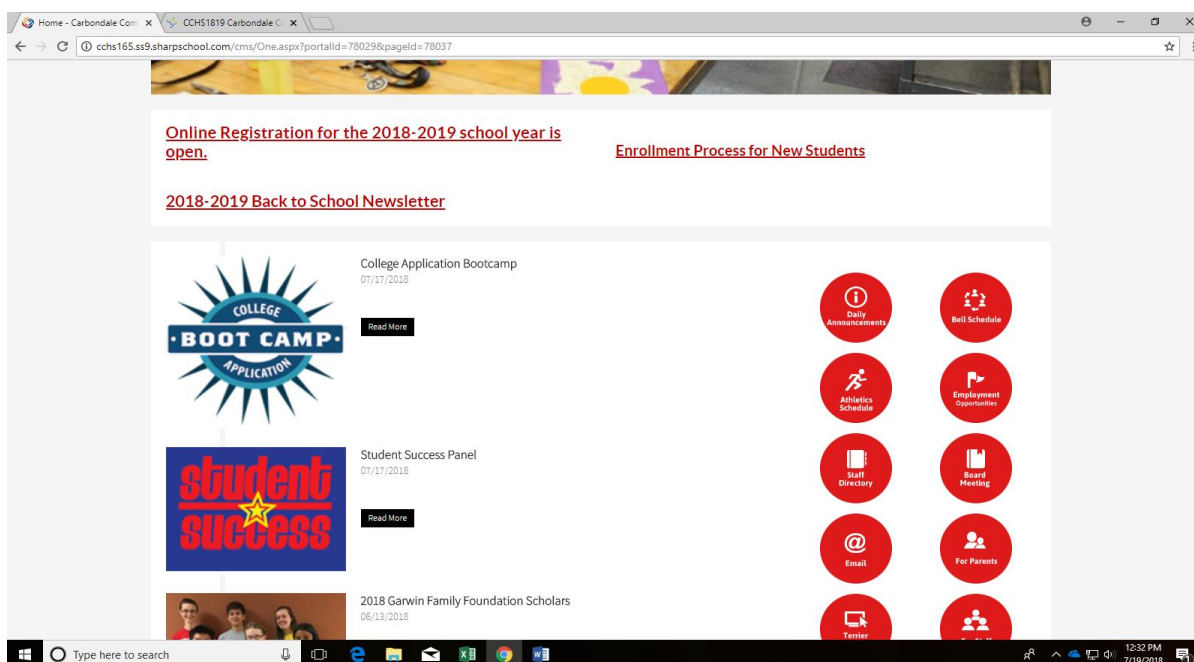 Home - Carbondale Com
CCHS1819 Carbondale C
cchs165.ss9.sharpschool.com/cms/One.aspx?portalId=78029&pageId=78037
Online Registration for the 2018-2019 school year is
open.
Enrollment Process for New Students
2018-2019 Back to School Newsletter
COLLEGE
BOOT CAMP
APPLICATION
College Application Bootcamp
07/17/2018
Read More
student
success
Student Success Panel
07/17/2018
Read More
2018 Garwin Family Foundation Scholars
06/13/2018
Daily
Announcements
Bell Schedule
Athletics
Schedule
Employment
Opportunities
Staff
Directory
Board
Meeting
@
Email
For Parents
Terrier
Type here to search
12:32 PM
7/19/2018